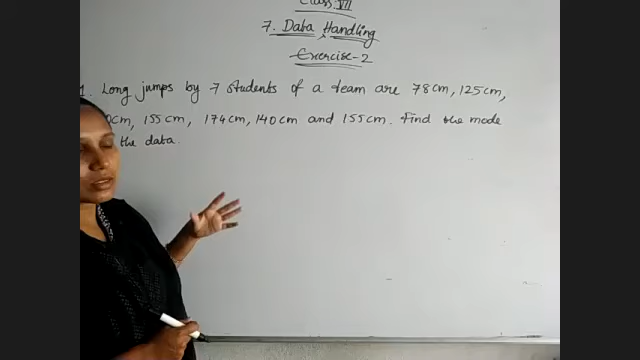 Class VII
7. Data Handling
Exercise-2
1. Long jumps by 7 students of a team are 78cm, 125cm,
0cm, 155cm, 174cm, 140cm and 155cm. Find the mode
the data.